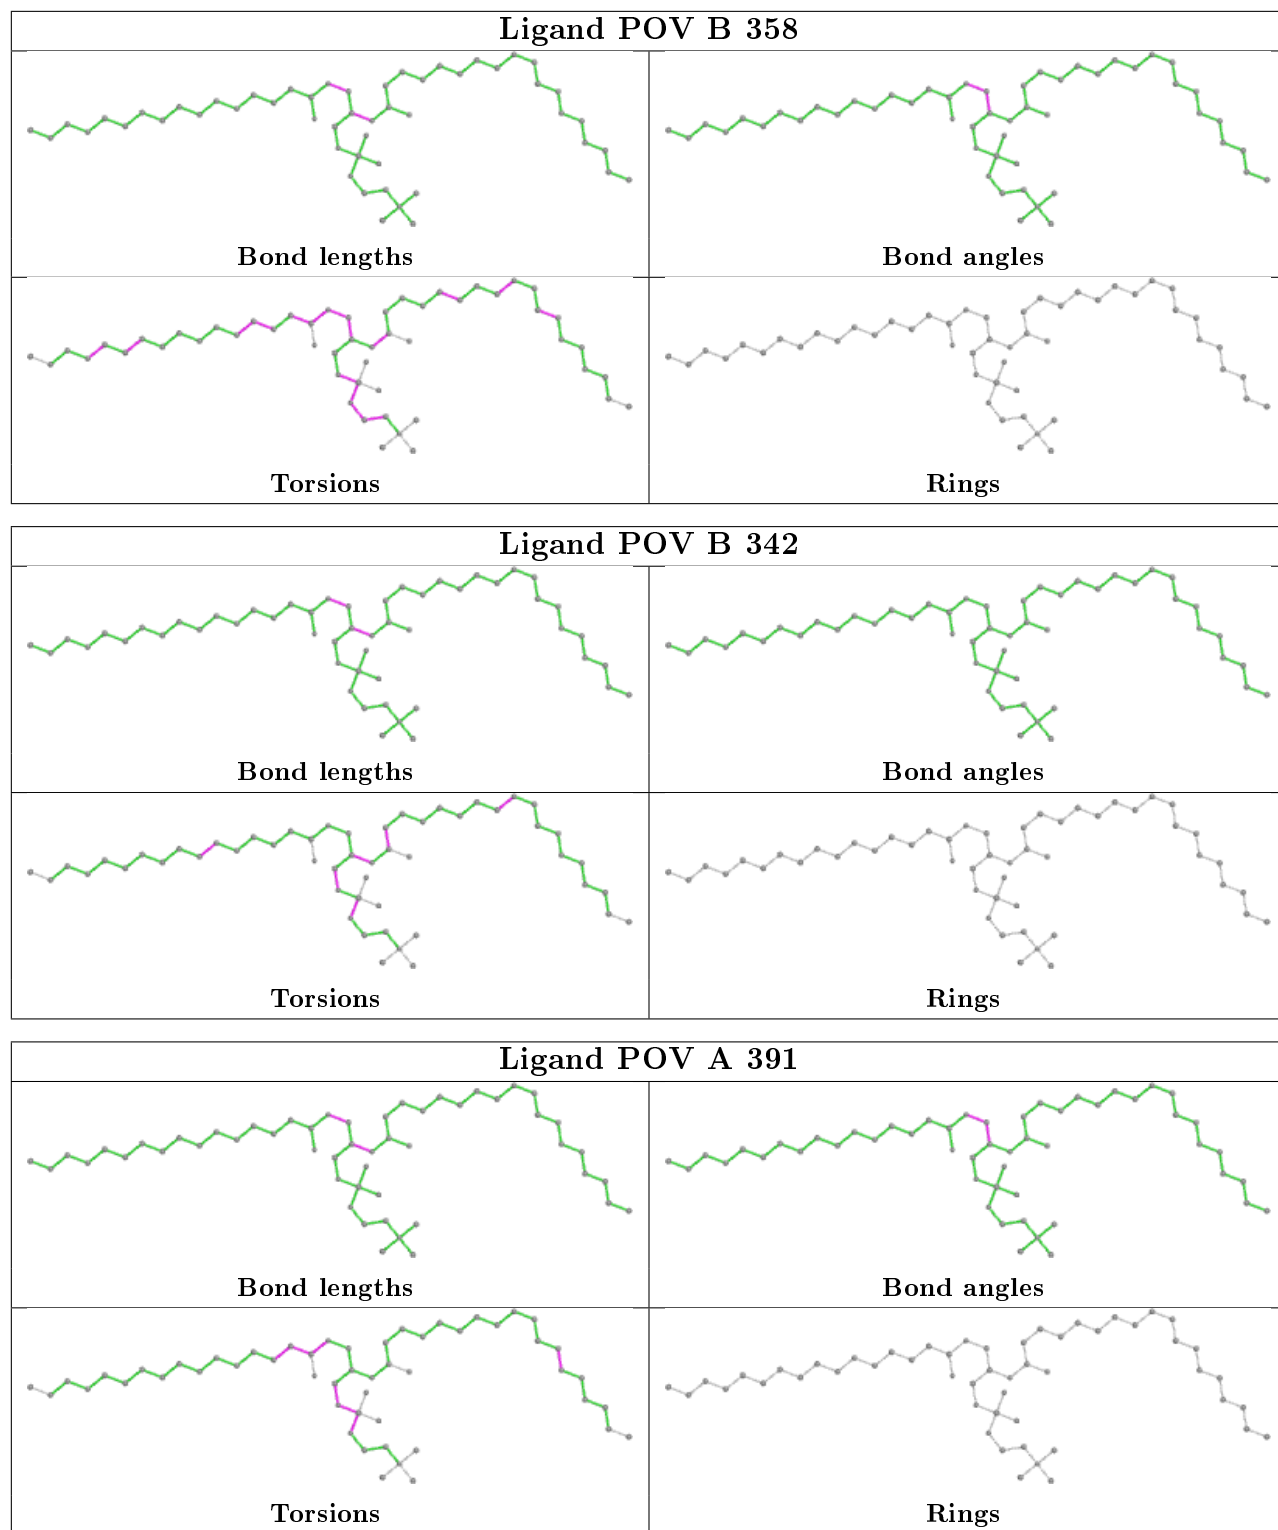 Ligand POV B 358
Bond lengths
Bond angles
Torsions
Rings
Ligand POV B 342
Bond lengths
Bond angles
Torsions
Rings
Ligand POV A 391
Bond lengths
Bond angles
Torsions
Rings